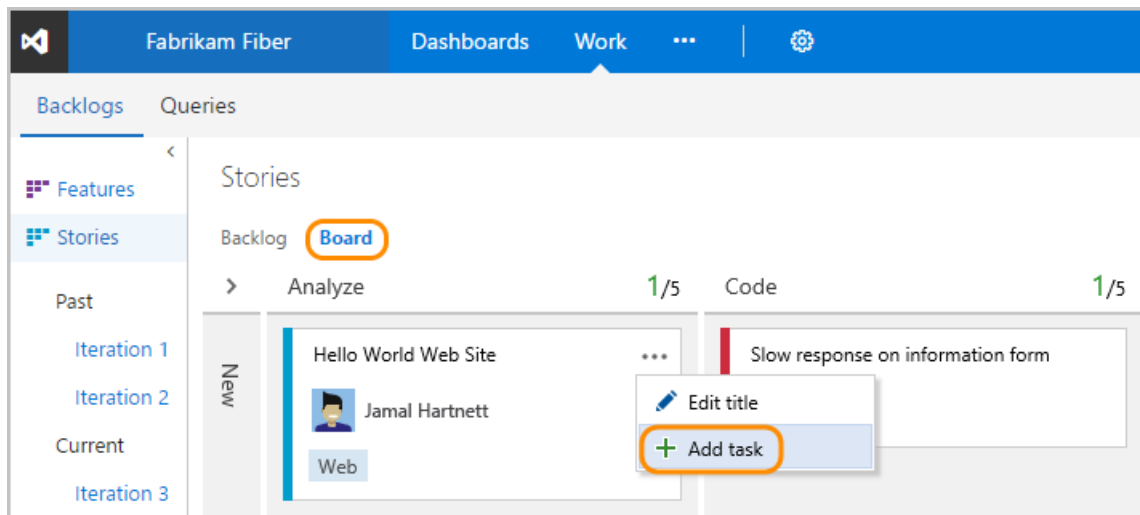 Fabrikam Fiber Dashboards Work ••• 
Backlogs Queries
<
Features
Stories
Past
Iteration 1
Iteration 2
Current
Iteration 3
Stories
Backlog Board
> Analyze 1/5 Code 1/5
New
Hello World Web Site •••
Jamal Hartnett
Web
Edit title
+ Add task
Slow response on information form